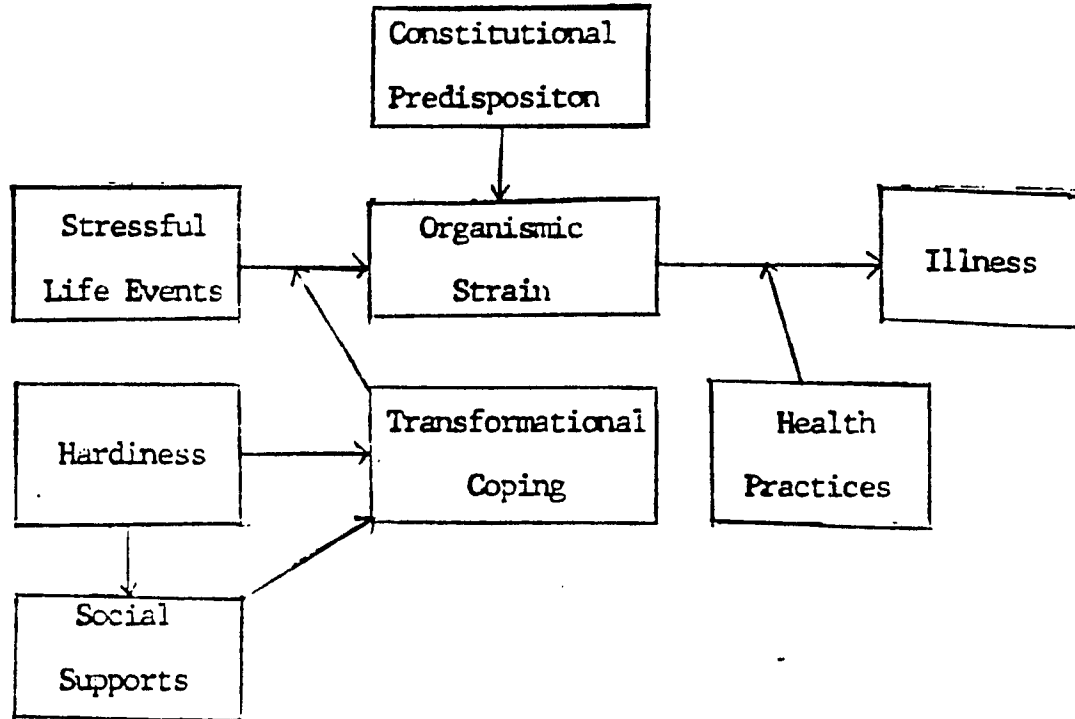 Constitutional
Predispositon
Stressful
Life Events
Organismic
Strain
Illness
Hardiness
Transformational
Coping
Health
Practices
Social
Supports